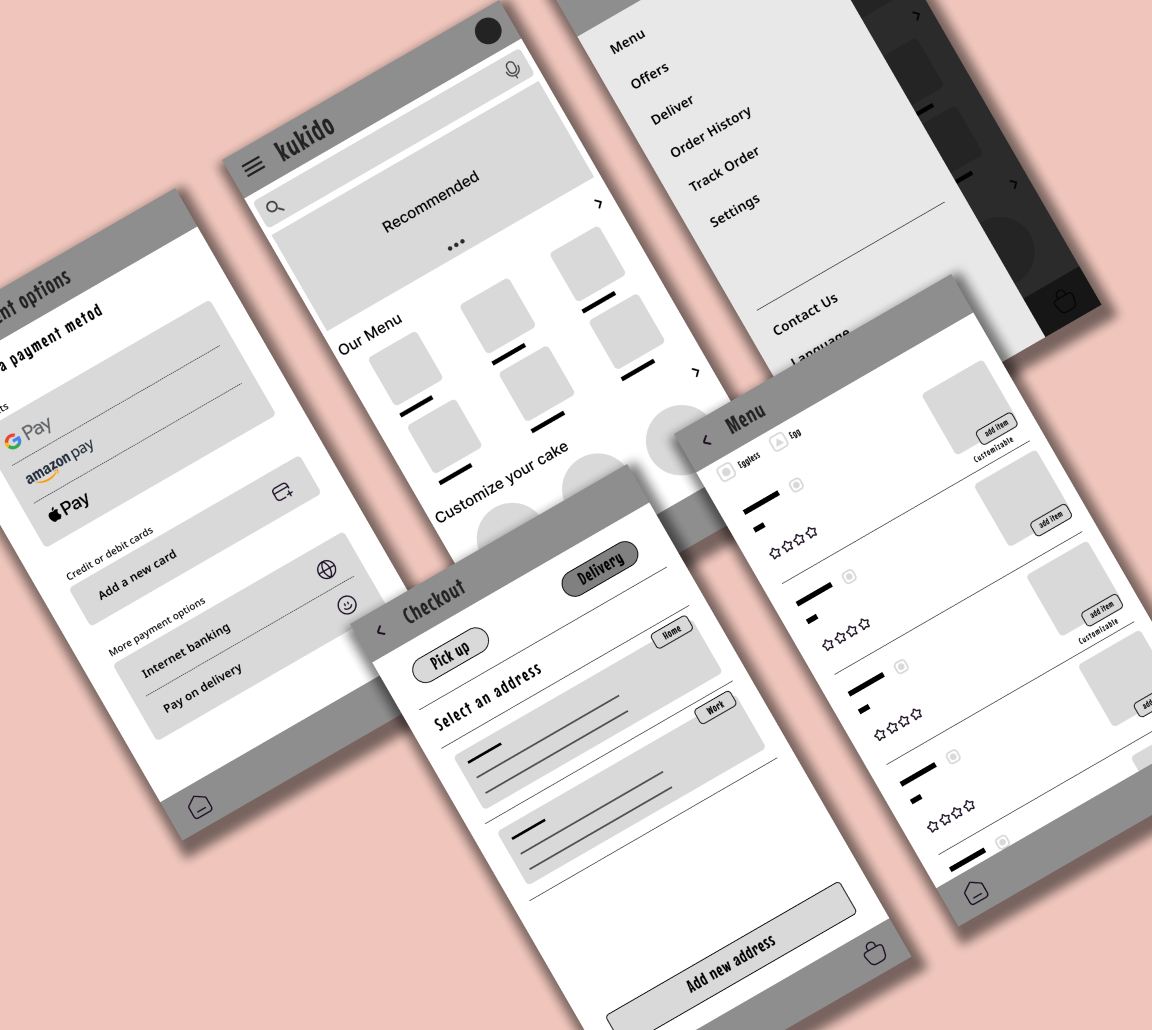 nt options
a payment metod
ts
G Pay
amazon pay
Pay
Credit or debit cards
Add a new card
More payment options
Internet banking
Pay on delivery
kukido
Recommended
Our Menu
Customize your cake
Menu
Offers
Deliver
Order History
Track Order
Settings
Contact Us
Language
Checkout
Pick up
Delivery
Select an address
Home
Work
Add new address
Menu
Eggless
Egg
add item
Customizable
add item
add item
Customizable
add